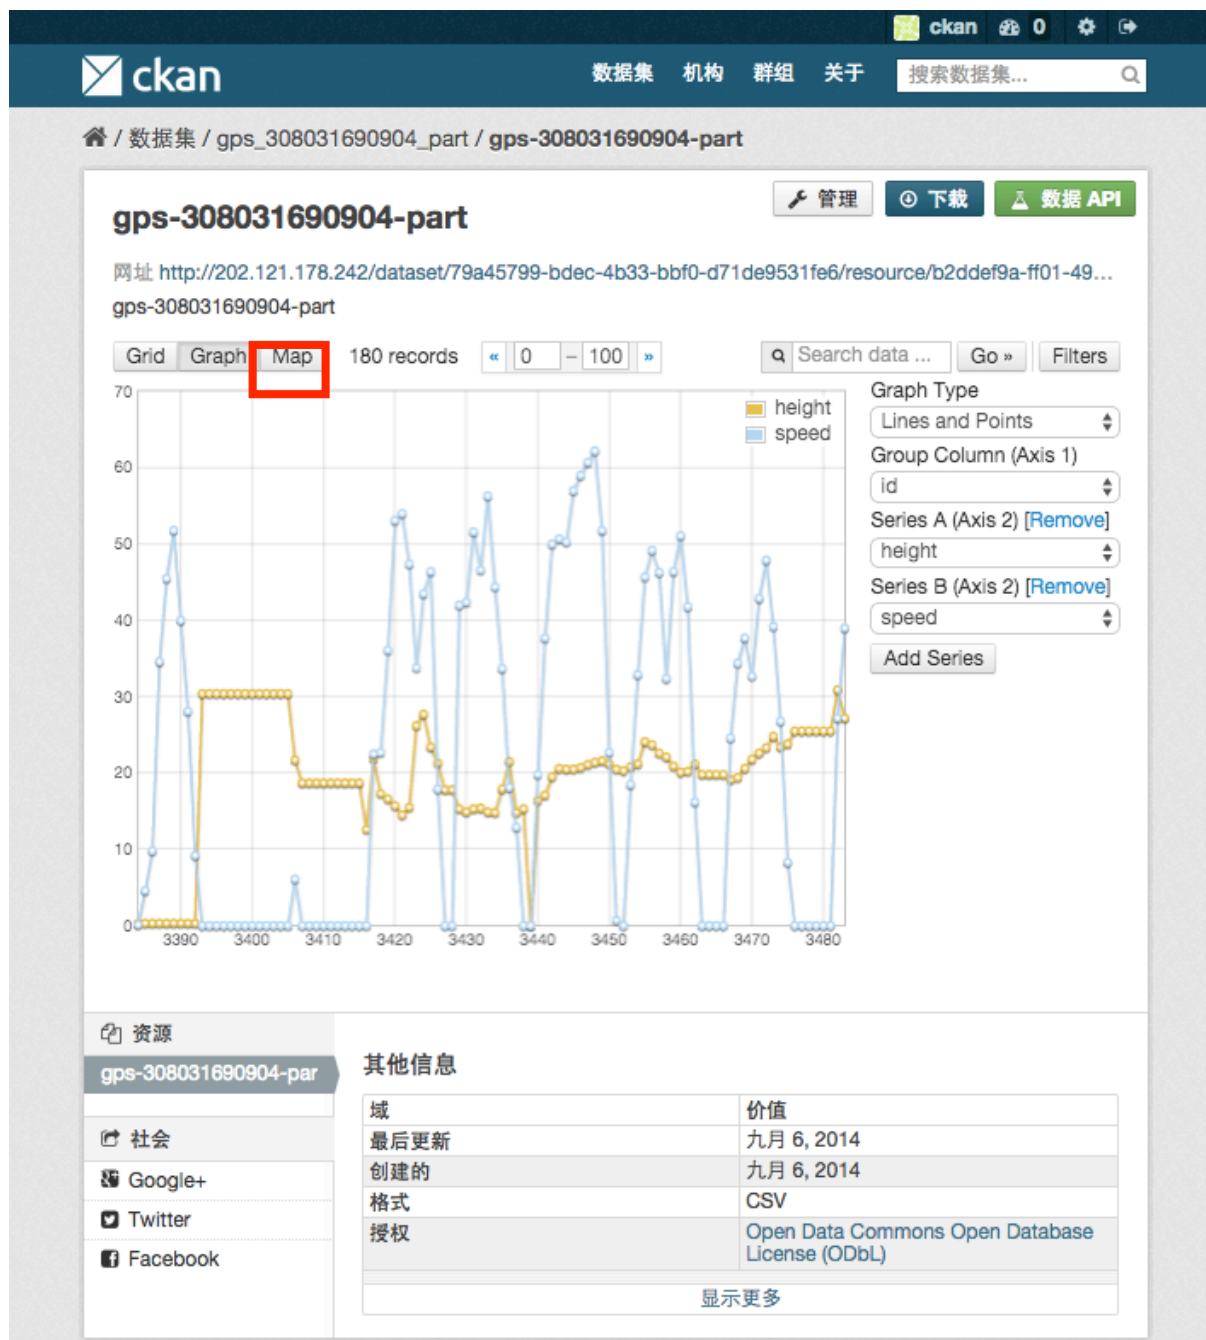 ckan 0
ckan 数据集 机构 群组 关于 搜索数据集...
/ 数据集 / gps_308031690904_part / gps-308031690904-part
管理 下载 数据 API
gps-308031690904-part
网址 http://202.121.178.242/dataset/79a45799-bdec-4b33-bbf0-d71de9531fe6/resource/b2ddef9a-ff01-49...
gps-308031690904-part
Grid Graph Map 180 records « 0 – 100 » Search data ... Go » Filters
70
60
50
40
30
20
10
0
3390 3400 3410 3420 3430 3440 3450 3460 3470 3480
height
speed
Graph Type
Lines and Points
Group Column (Axis 1)
id
Series A (Axis 2) [Remove]
height
Series B (Axis 2) [Remove]
speed
Add Series
资源
gps-308031690904-par
社会
Google+
Twitter
Facebook
其他信息
域 价值
最后更新 九月 6, 2014
创建的 九月 6, 2014
格式 CSV
授权 Open Data Commons Open Database
License (ODbL)
显示更多